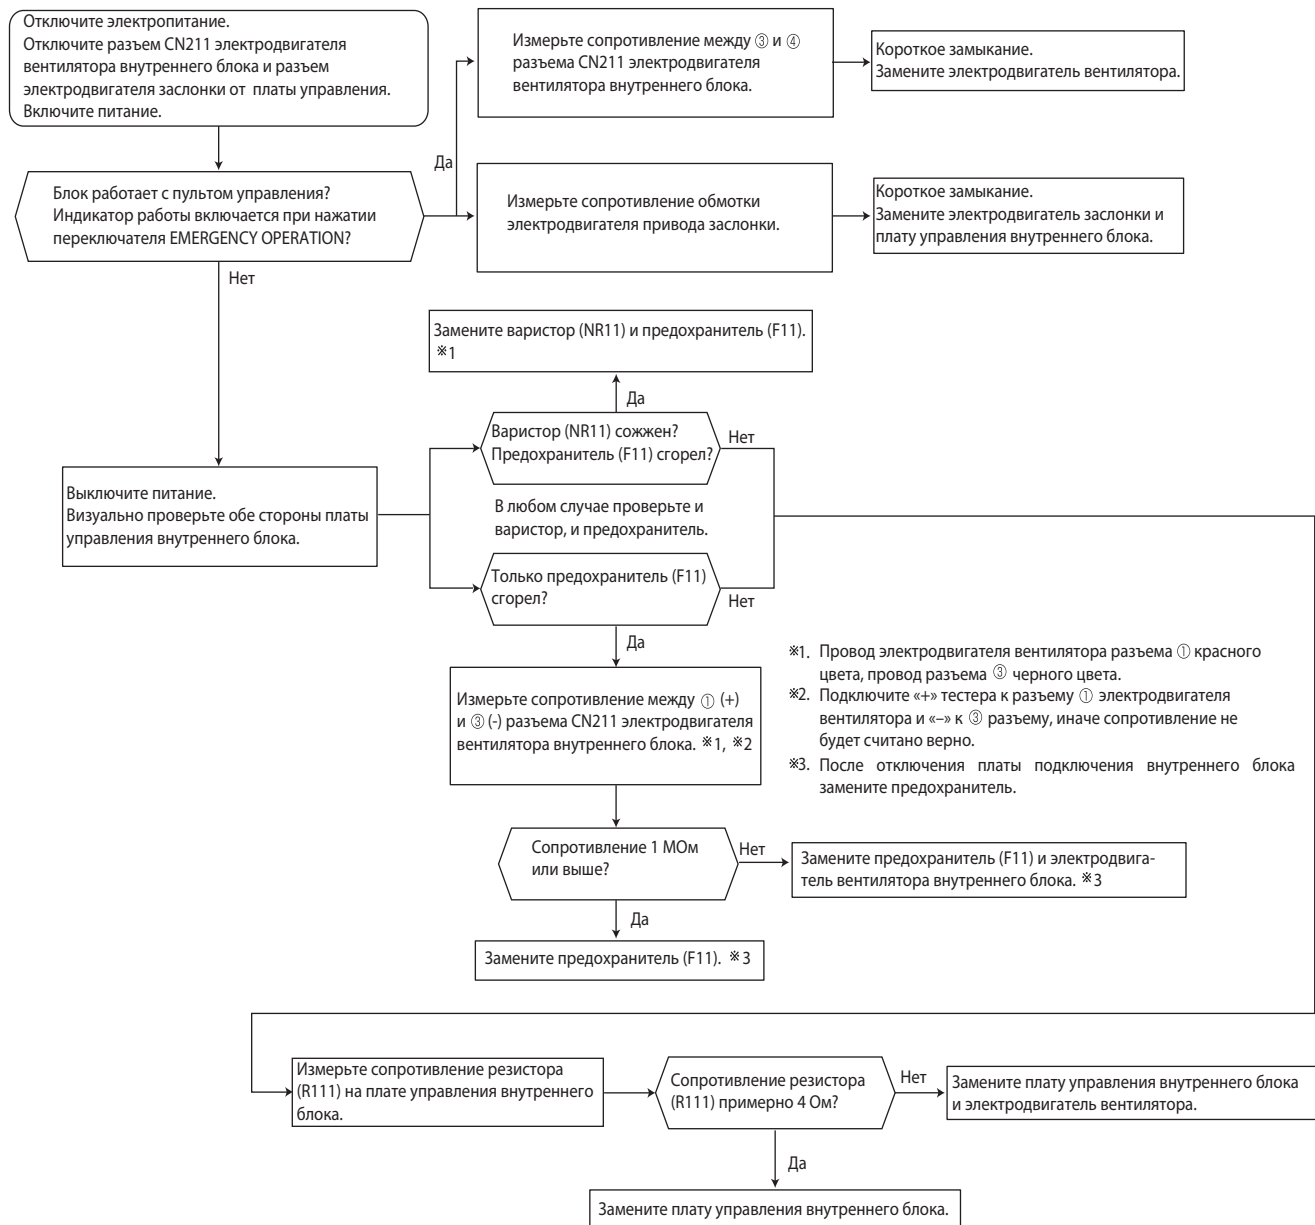 Отключите электропитание.
Отключите разъем CN211 электродвигателя
вентилятора внутреннего блока и разъем
электродвигателя заслонки от платы управления.
Включите питание.
Измерьте сопротивление между ③ и ④
разъема CN211 электродвигателя
вентилятора внутреннего блока.
Короткое замыкание.
Замените электродвигатель вентилятора.
Да
Блок работает с пультом управления?
Индикатор работы включается при нажатии
переключателя EMERGENCY OPERATION?
Измерьте сопротивление обмотки
электродвигателя привода заслонки.
Короткое замыкание.
Замените электродвигатель заслонки и
плату управления внутреннего блока.
Нет
Замените варистор (NR11) и предохранитель (F11).
※1
Да
Варистор (NR11) сожжен?
Предохранитель (F11) сгорел?
Нет
Выключите питание.
Визуально проверьте обе стороны платы
управления внутреннего блока.
В любом случае проверьте и
варистор, и предохранитель.
Только предохранитель (F11)
сгорел?
Нет
Да
Измерьте сопротивление между ① (+)
и ③ (-) разъема CN211 электродвигателя
вентилятора внутреннего блока. ※1, ※2
※1. Провод электродвигателя вентилятора разъема ① красного
цвета, провод разъема ③ черного цвета.
※2. Подключите «+» тестера к разъему ① электродвигателя
вентилятора и «–» к ③ разъему, иначе сопротивление не
будет считано верно.
※3. После отключения платы подключения внутреннего блока
замените предохранитель.
Сопротивление 1 МОм
или выше?
Нет
Замените предохранитель (F11) и электродвига-
тель вентилятора внутреннего блока. ※3
Да
Замените предохранитель (F11). ※3
Измерьте сопротивление резистора
(R111) на плате управления внутреннего
блока.
Сопротивление резистора
(R111) примерно 4 Ом?
Нет
Замените плату управления внутреннего блока
и электродвигатель вентилятора.
Да
Замените плату управления внутреннего блока.